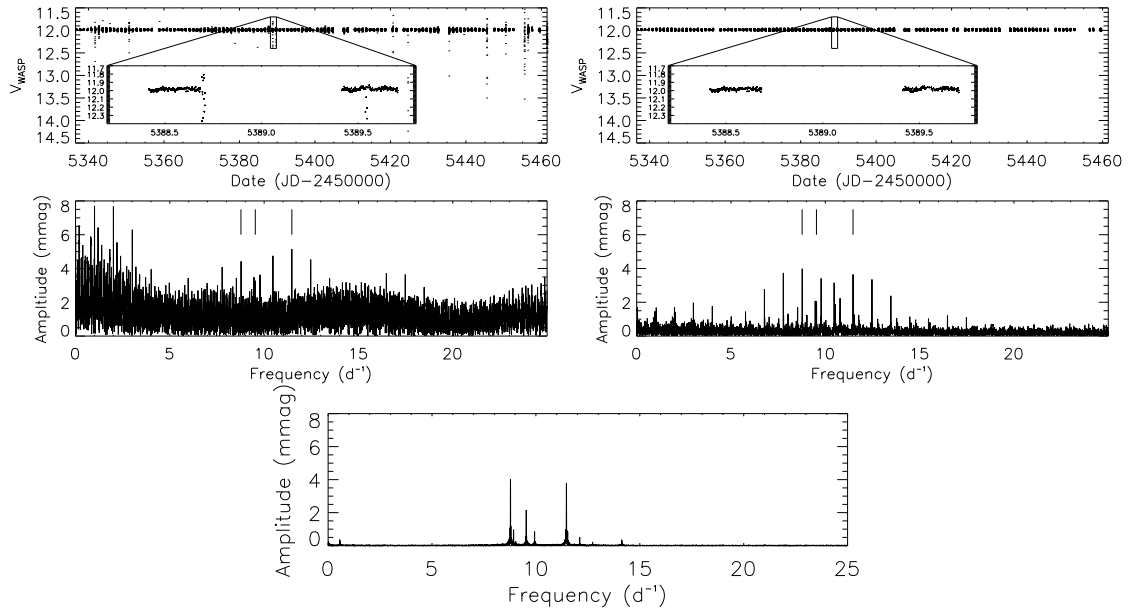 V_WASP
11.5
12.0
12.5
13.0
13.5
14.0
14.5
11.7
11.8
11.9
12.0
12.1
12.2
12.3
5388.5 5389.0 5389.5
5340 5360 5380 5400 5420 5440 5460
Date (JD-2450000)
V_WASP
11.5
12.0
12.5
13.0
13.5
14.0
14.5
11.7
11.8
11.9
12.0
12.1
12.2
12.3
5388.5 5389.0 5389.5
5340 5360 5380 5400 5420 5440 5460
Date (JD-2450000)
Ampltiude (mmag)
8
6
4
2
0
0 5 10 15 20
Frequency (d⁻¹)
Ampltiude (mmag)
8
6
4
2
0
0 5 10 15 20
Frequency (d⁻¹)
Amplitude (mmag)
8
6
4
2
0
0 5 10 15 20 25
Frequency (d⁻¹)